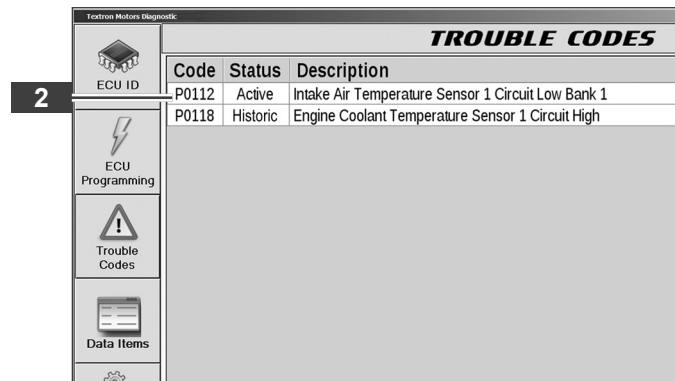 Textron Motors Diagnostic
TROUBLE CODES
ECU ID
Code Status Description
2
P0112 Active Intake Air Temperature Sensor 1 Circuit Low Bank 1
P0118 Historic Engine Coolant Temperature Sensor 1 Circuit High
ECU
Programming
Trouble
Codes
Data Items